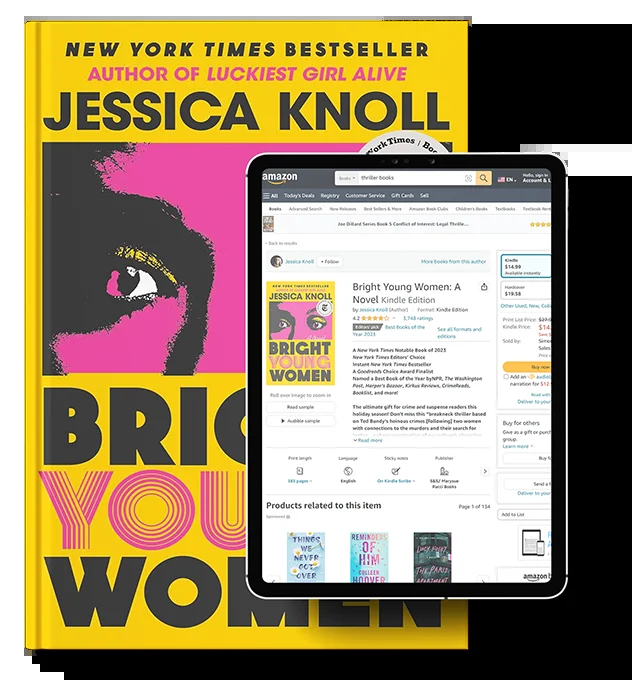 NEW YORK TIMES BESTSELLER
AUTHOR OF LUCKIEST GIRL ALIVE
JESSICA KNOLL
YorkTimes | Bo
BRIG
YOU
WOMEN
amazon
Books
thriller books
EN
Hello, sign in
Account & L
All Today's Deals Registry Customer Service Gift Cards Sell
Books Advanced Search New Releases Best Sellers & More Amazon Book Clubs Children's Books Textbooks Textbook
Joe Dillard Series Book 5 Conflict of Interest: Legal Thrille...
‹ Back to results
Jessica Knoll
+ Follow
More Books from this author
NEW YORK TIMES BESTSELLER
JESSICA KNOLL
BRIGHT
YOUNG
WOMEN
Roll over image to zoom in
Read sample
Audible sample
Bright Young Women: A
Novel Kindle Edition
by Jessica Knoll (Author) Format: Kindle Edition
4.2 3,748 ratings
Editors' pick Best Books of the
Year 2023
See all formats and
editions
A New York Times Notable Book of 2023
New York Times Editors' Choice
Instant New York Times Bestseller
A Goodreads Choice Award Finalist
Named a Best Book of the Year by NPR, The Washington
Post, Harper's Bazaar, Kirkus Reviews, CrimeReads,
Booklist, and more!
The ultimate gift for crime and suspense readers this
holiday season! Don't miss this "breakneck thriller based
on Ted Bundy's heinous crimes [following] two women
with connections to the murders and their search for
Read more
Print length
383 pages
Language
English
Sticky notes
On Kindle Scribe
Publisher
S&S/ Marysue
Rucci Books
Kindle
$14.99
Available instantly
Hardcover
$19.58
Other Used, New, Col
Print List Price: $27
Kindle Price: $14.
Sold by: Simo
Sales
Price
Buy now
Add an audible
narration for $12.
Deliver to your
Buy for others
Give as a gift or purch
group.
Learn more
Buy f
Send a f
Deliver to your
Add to List
Products related to this item
Page 1 of 134
Sponsored
THINGS
WE
NEVER
GOT
OVER
REMINDERS
OF
HIM
COLLEEN
HOOVER
LUCY FOLEY
THE PARIS
APARTMENT
amazon b